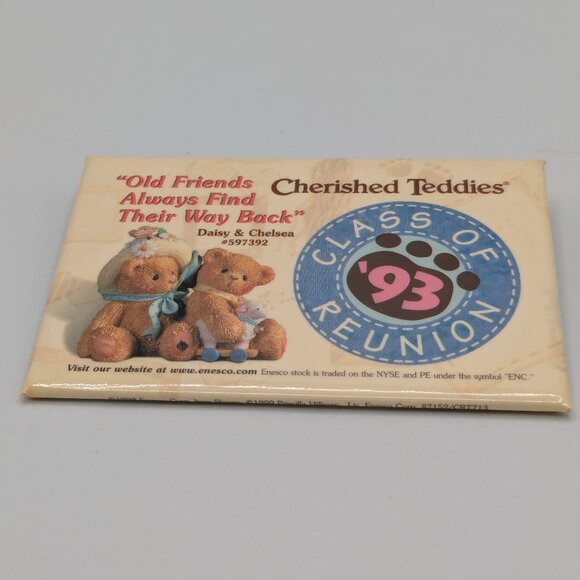 "Old Friends
Always Find
Their Way Back"
Daisy & Chelsea
#597392
Cherished Teddies®
CLASS OF
'93
REUNION
Visit our website at www.enesco.com Enesco stock is traded on the NYSE and PE under the symbol "ENC."